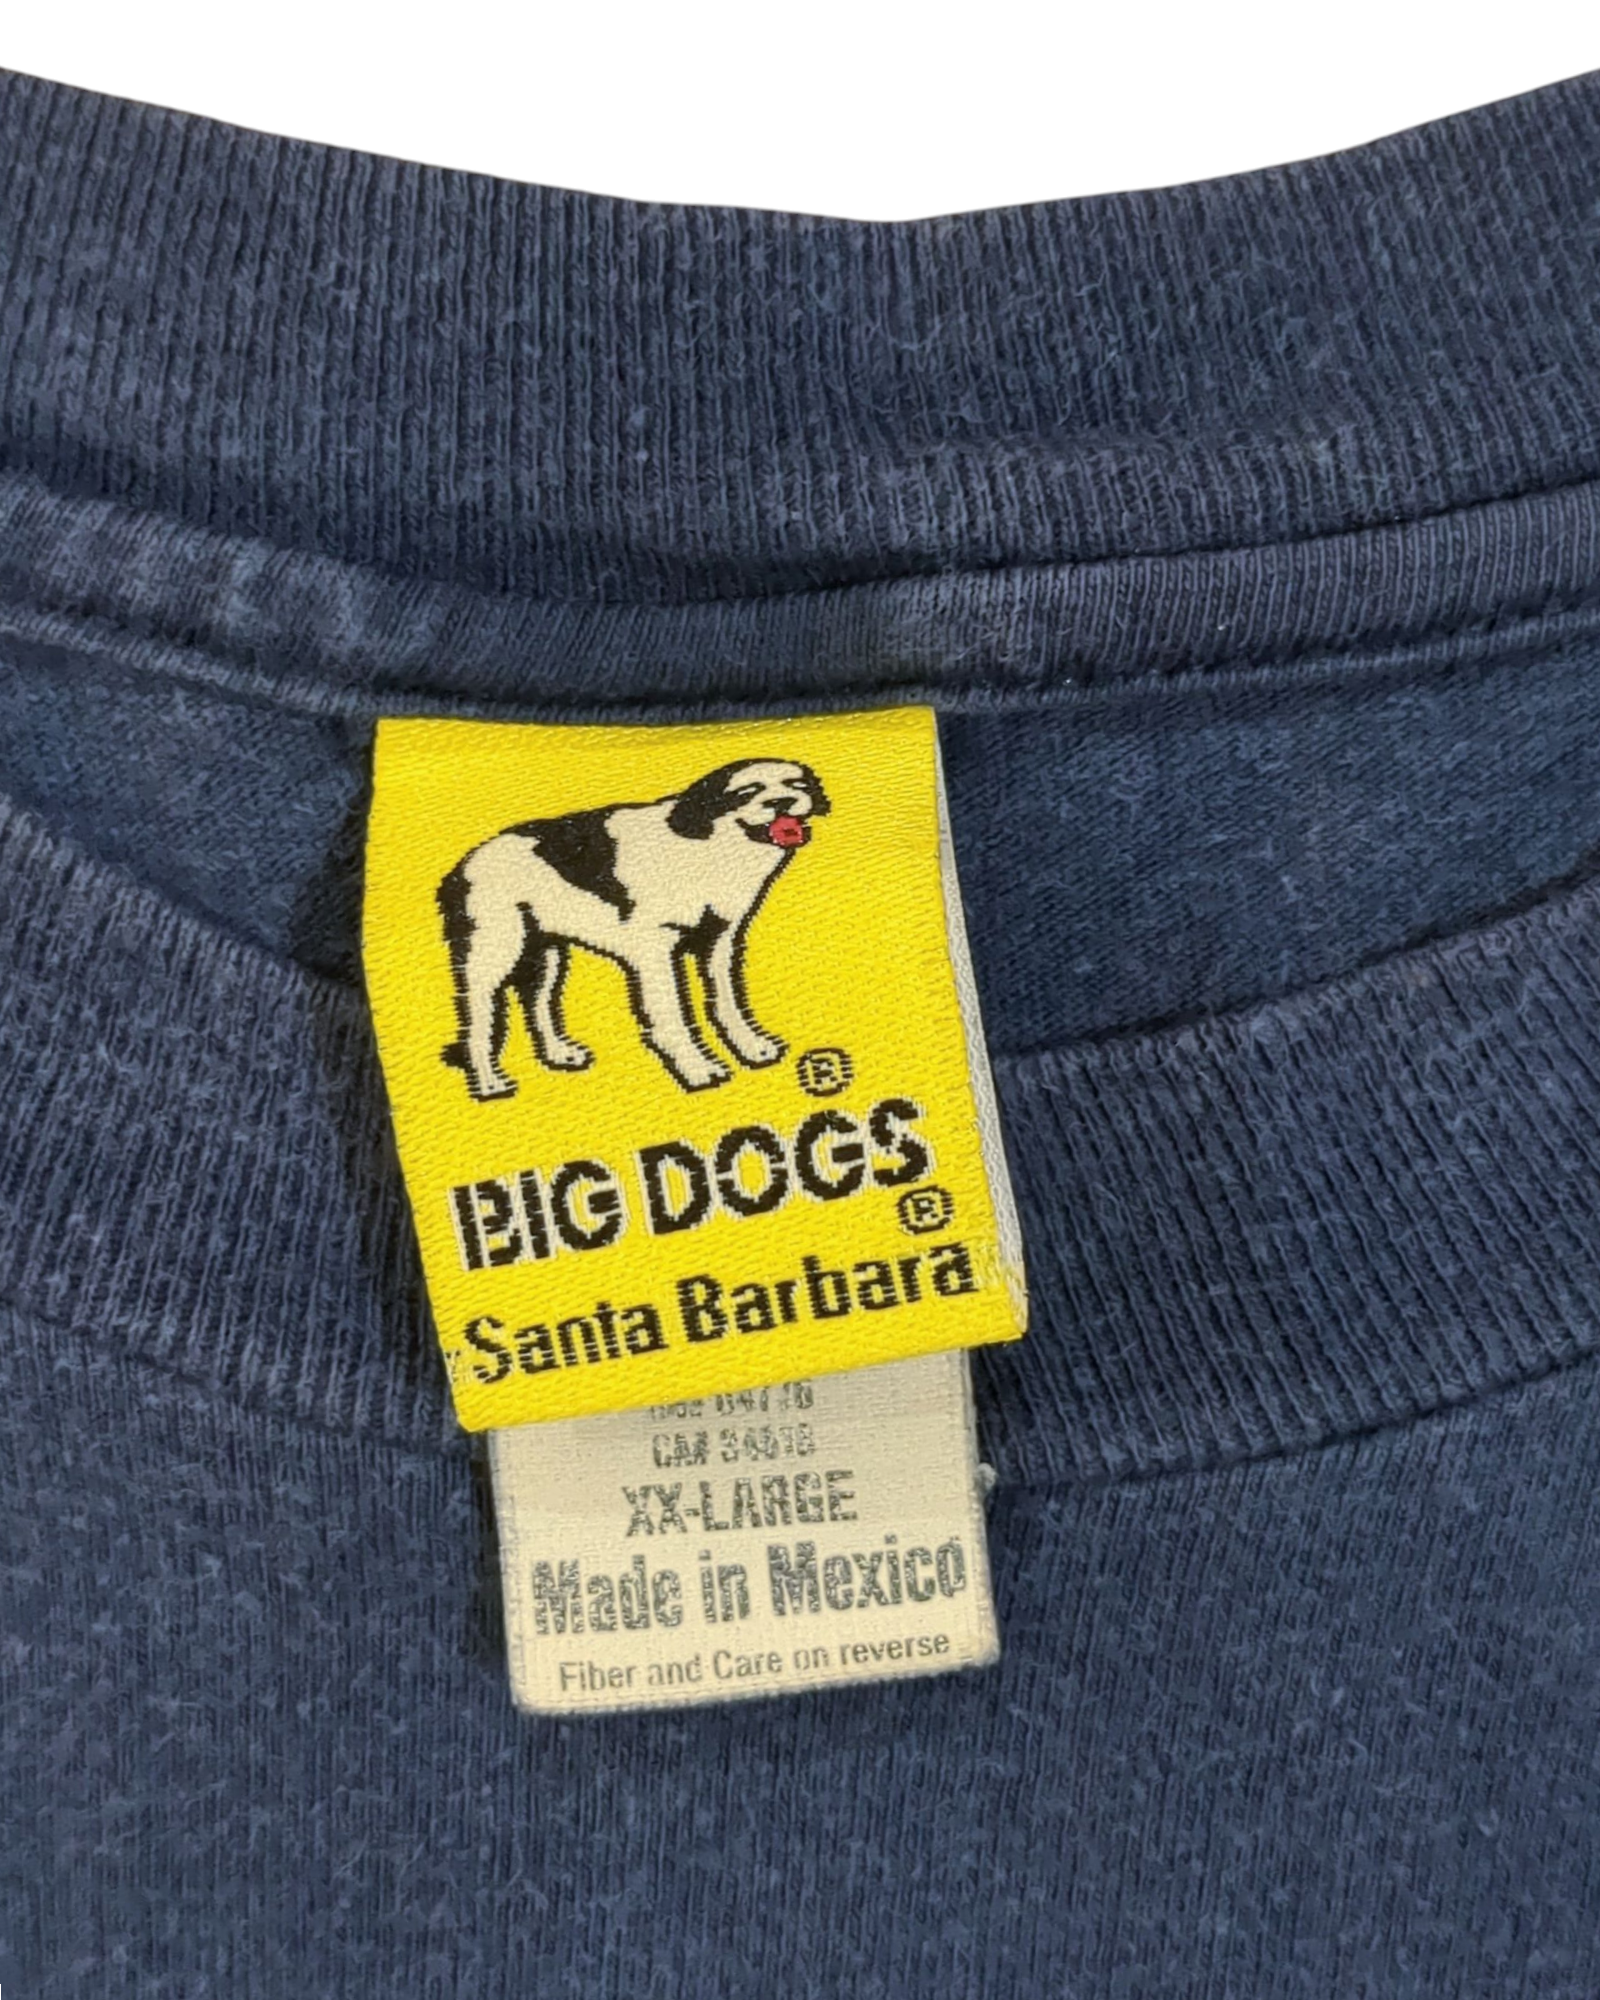 ®
BIG DOGS®
Santa Barbara
XX-LARGE
Made in Mexico
Fiber and Care on reverse